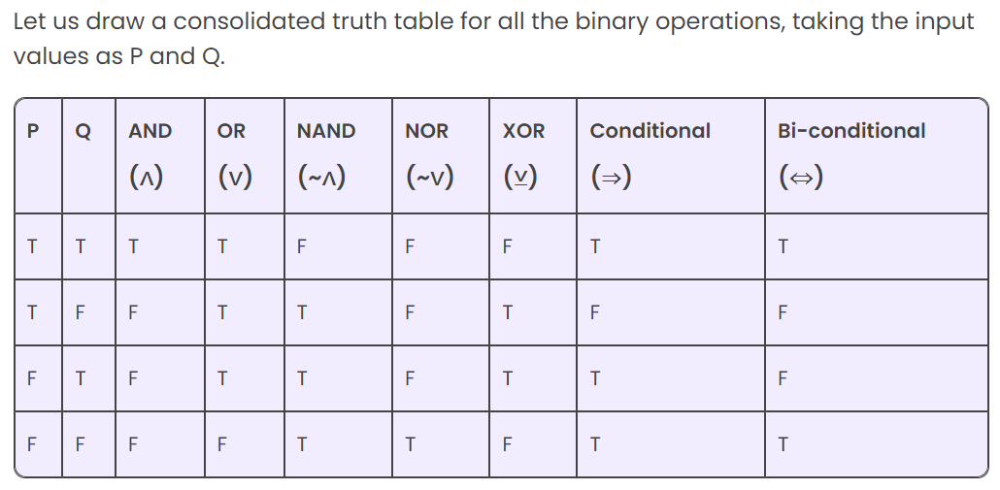 Let us draw a consolidated truth table for all the binary operations, taking the input
values as P and Q.
P Q AND OR NAND NOR XOR Conditional Bi-conditional
(∧) (∨) (~∧) (~∨) (⊻) (⇒) (⇔)
T T T T F F F T T
T F F T T F T F F
F T F T T F T T F
F F F F T T F T T